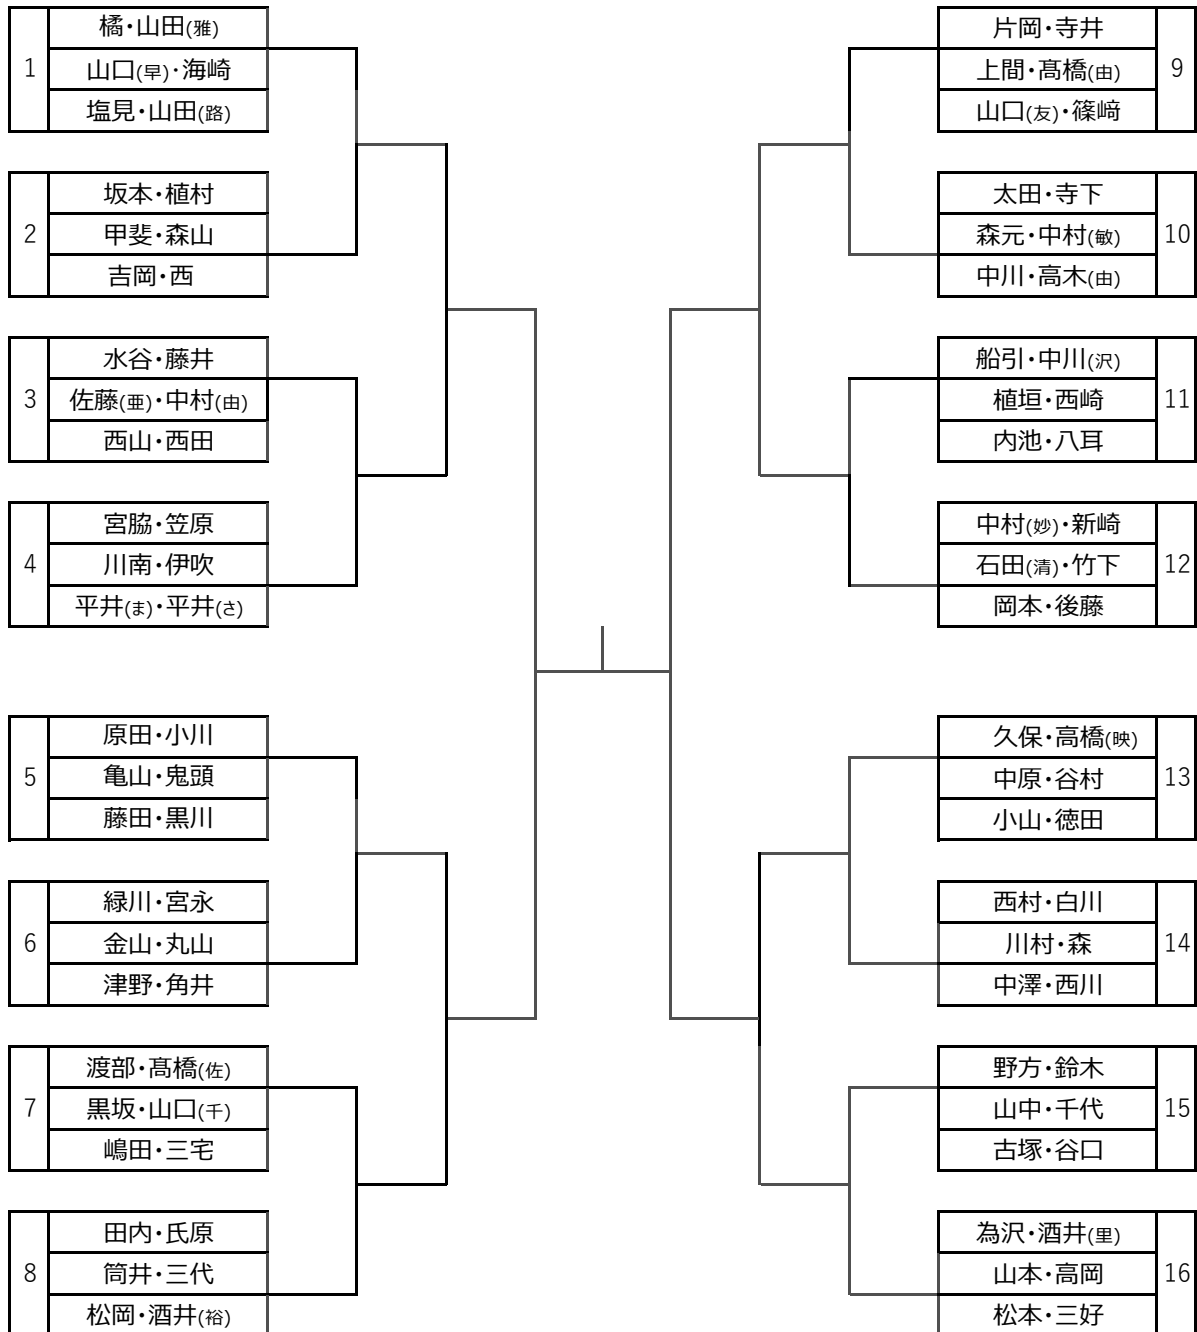 1
橘・山田(雅)
山口(早)・海崎
塩見・山田(路)
2
坂本・植村
甲斐・森山
吉岡・西
3
水谷・藤井
佐藤(亜)・中村(由)
西山・西田
4
宮脇・笠原
川南・伊吹
平井(ま)・平井(さ)
5
原田・小川
亀山・鬼頭
藤田・黒川
6
緑川・宮永
金山・丸山
津野・角井
7
渡部・髙橋(佐)
黒坂・山口(千)
嶋田・三宅
8
田内・氏原
筒井・三代
松岡・酒井(裕)
片岡・寺井
上間・髙橋(由)
山口(友)・篠﨑
9
太田・寺下
森元・中村(敏)
中川・高木(由)
10
船引・中川(沢)
植垣・西崎
内池・八耳
11
中村(妙)・新崎
石田(清)・竹下
岡本・後藤
12
久保・高橋(映)
中原・谷村
小山・徳田
13
西村・白川
川村・森
中澤・西川
14
野方・鈴木
山中・千代
古塚・谷口
15
為沢・酒井(里)
山本・高岡
松本・三好
16